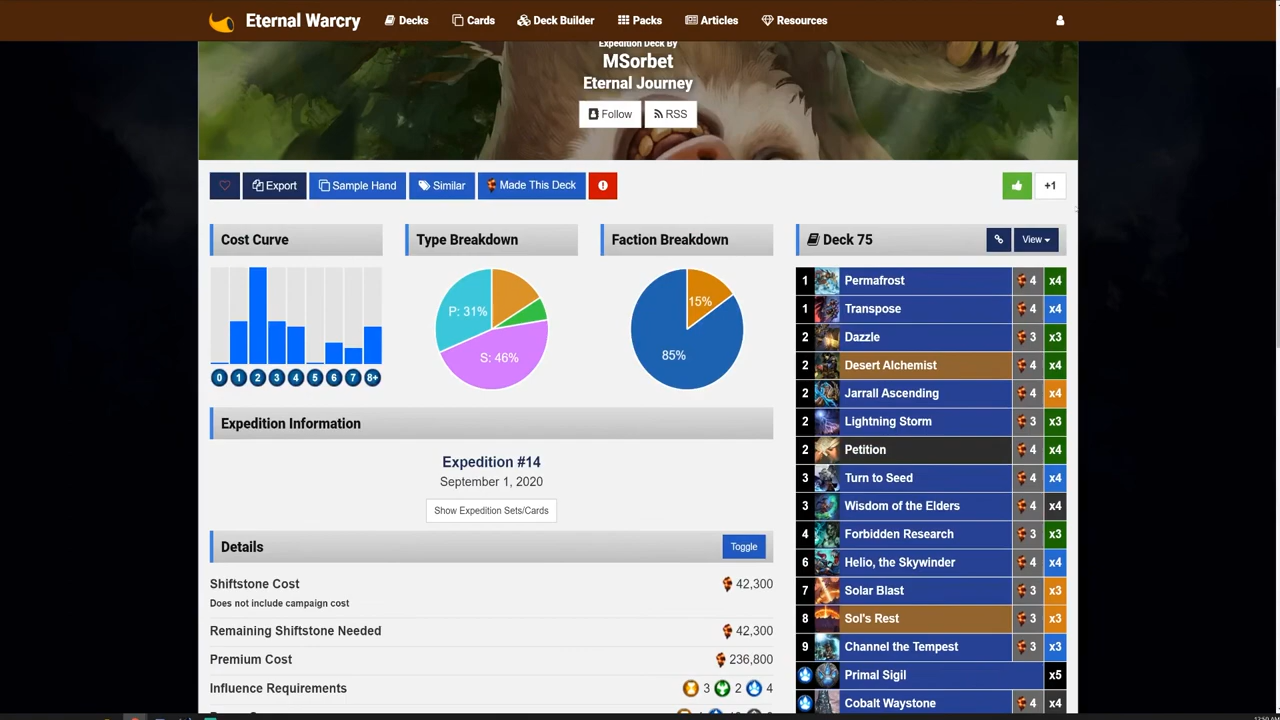 Eternal Warcry Decks Cards Deck Builder Packs Articles Resources
Expedition Deck By
MSorbet
Eternal Journey
Follow RSS
Export Sample Hand Similar Made This Deck +1
Cost Curve
Type Breakdown
Faction Breakdown
P: 31%
S: 46%
15%
85%
0 1 2 3 4 5 6 7 8+
Expedition Information
Expedition #14
September 1, 2020
Show Expedition Sets/Cards
Details Toggle
Shiftstone Cost 42,300
Does not include campaign cost
Remaining Shiftstone Needed 42,300
Premium Cost 236,800
Influence Requirements 3 2 4
Deck 75 View
1 Permafrost 4 x4
1 Transpose 4 x4
2 Dazzle 3 x3
2 Desert Alchemist 4 x4
2 Jarrall Ascending 4 x4
2 Lightning Storm 3 x3
2 Petition 4 x4
3 Turn to Seed 4 x4
3 Wisdom of the Elders 4 x4
4 Forbidden Research 3 x3
6 Helio, the Skywinder 4 x4
7 Solar Blast 3 x3
8 Sol's Rest 3 x3
9 Channel the Tempest 3 x3
Primal Sigil x5
Cobalt Waystone 4 x4